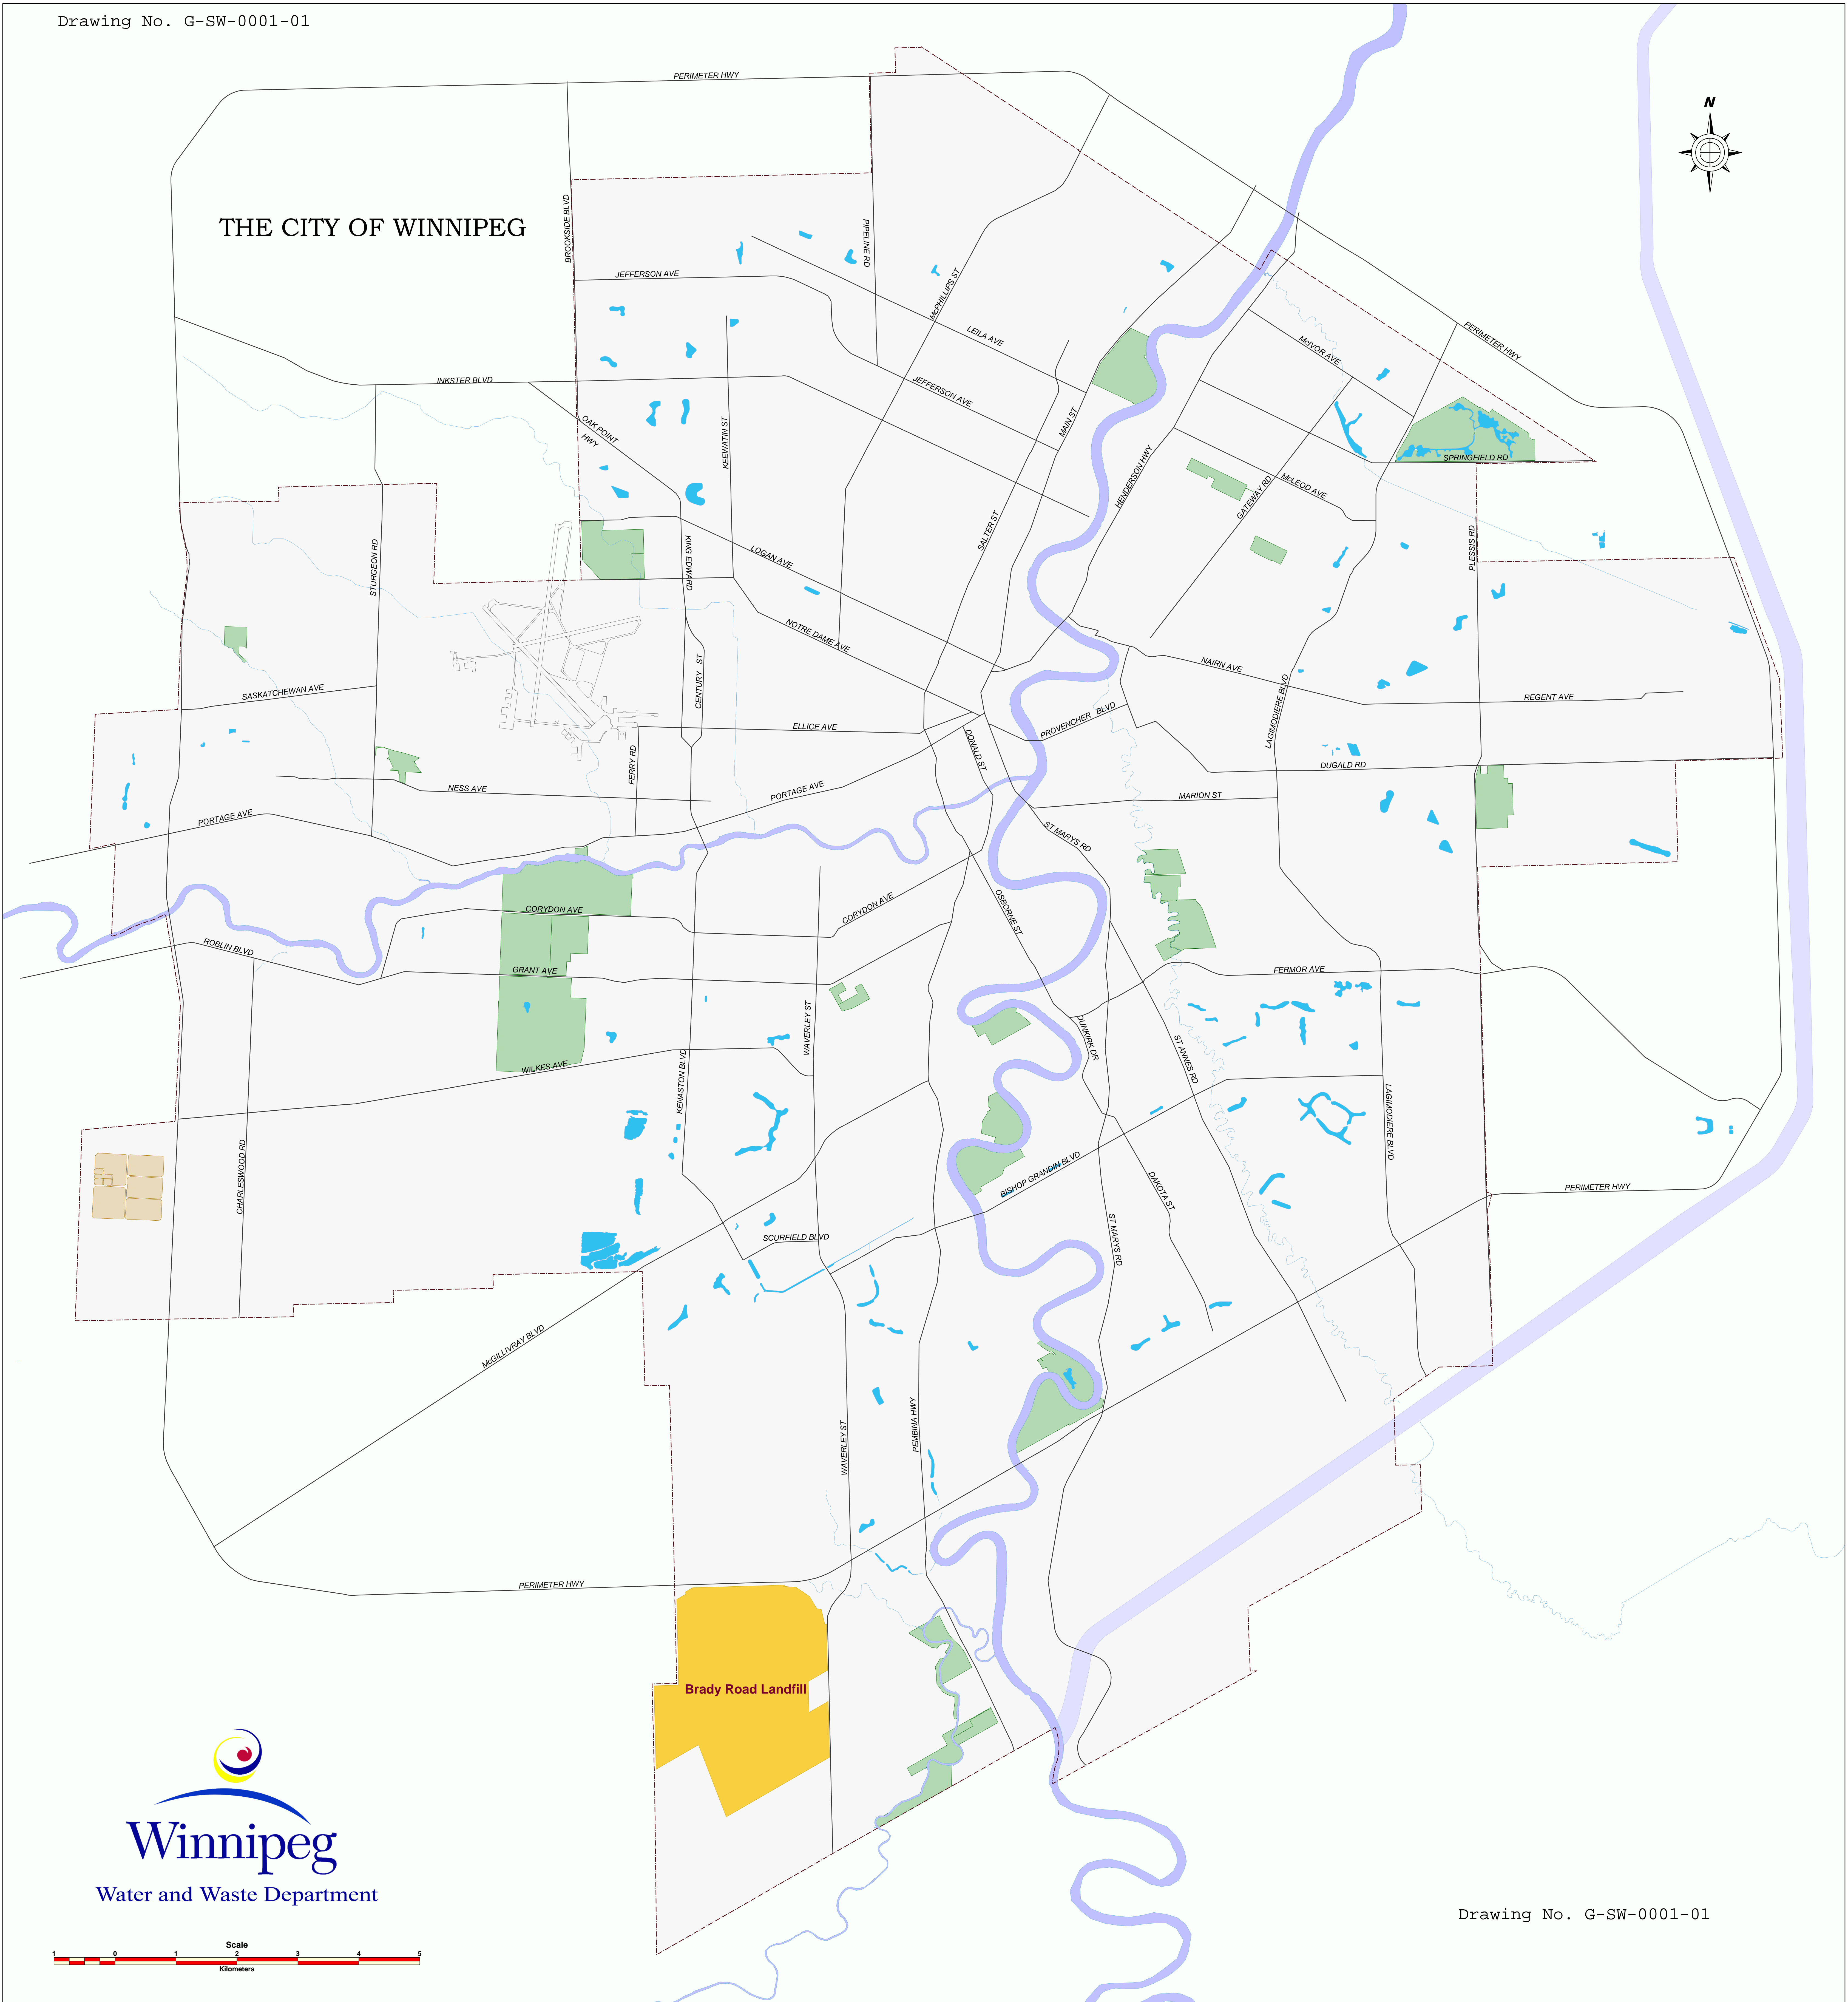 Drawing No. G-SW-0001-01
PERIMETER HWY
N
THE CITY OF WINNIPEG
BROOKSIDE BLVD
PIPELINE RD
JEFFERSON AVE
McPHILLIPS ST
LEILA AVE
McIVOR AVE
PERIMETER HWY
INKSTER BLVD
JEFFERSON AVE
OAK POINT
HWY
KEEWATIN ST
MAIN ST
HENDERSON HWY
SPRINGFIELD RD
McLEOD AVE
GATEWAY RD
SALTER ST
PLESSIS RD
STURGEON RD
KING EDWARD
LOGAN AVE
NOTRE DAME AVE
NAIRN AVE
CENTURY ST
SASKATCHEWAN AVE
REGENT AVE
LAGIMODIERE BLVD
ELLICE AVE
PROVENCHER BLVD
DONALD ST
FERRY RD
DUGALD RD
NESS AVE
PORTAGE AVE
MARION ST
PORTAGE AVE
ST MARYS RD
CORYDON AVE
CORYDON AVE
OSBORNE ST
ROBLIN BLVD
GRANT AVE
FERMOR AVE
WAVERLEY ST
DUNKIRK DR
ST ANNES RD
WILKES AVE
KENASTON BLVD
LAGIMODIERE BLVD
CHARLESWOOD RD
BISHOP GRANDIN BLVD
DAKOTA ST
PERIMETER HWY
ST MARYS RD
SCURFIELD BLVD
McGILLIVRAY BLVD
WAVERLEY ST
PEMBINA HWY
PERIMETER HWY
Brady Road Landfill
Winnipeg
Water and Waste Department
Drawing No. G-SW-0001-01
Scale
1 0 1 2 3 4 5
Kilometers